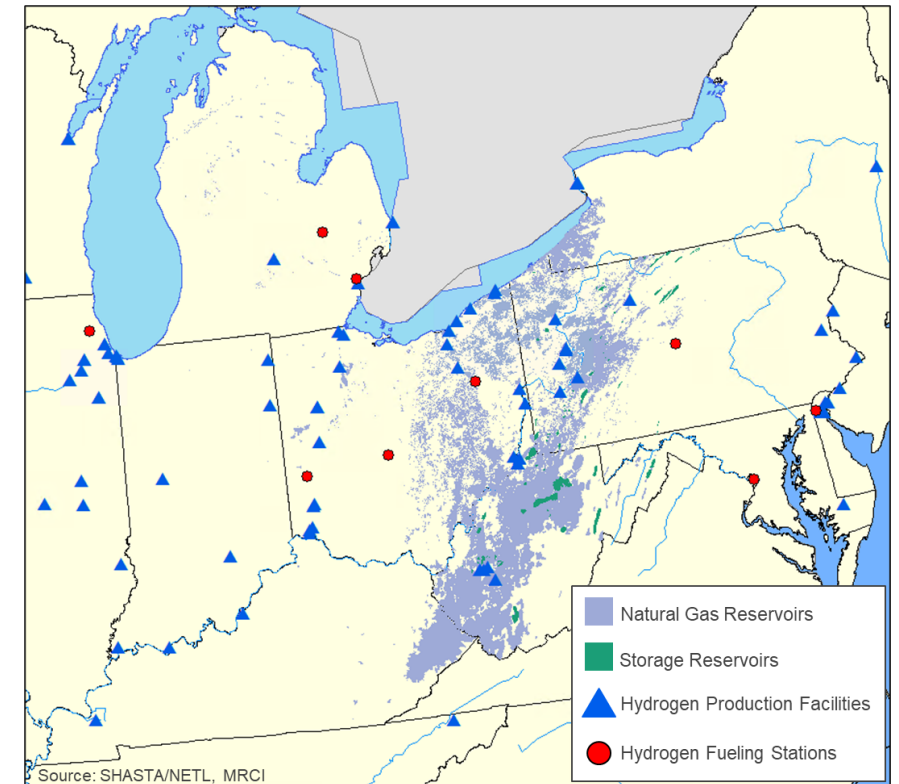 Natural Gas Reservoirs
Storage Reservoirs
Hydrogen Production Facilities
Hydrogen Fueling Stations
Source: SHASTA/NETL, MRCI